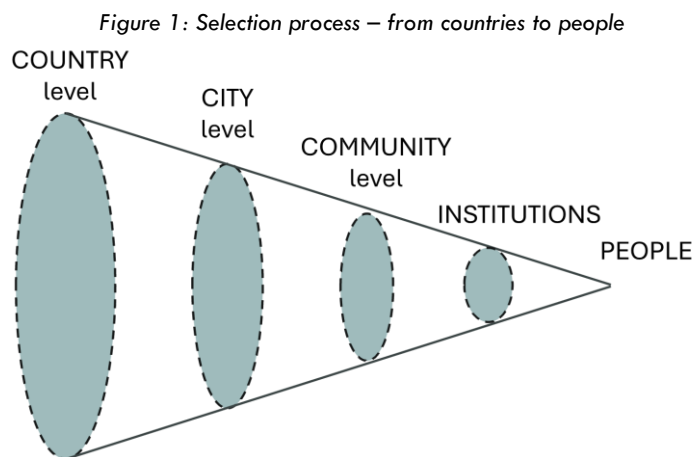 Figure 1: Selection process – from countries to people
COUNTRY
level
CITY
level
COMMUNITY
level
INSTITUTIONS
PEOPLE